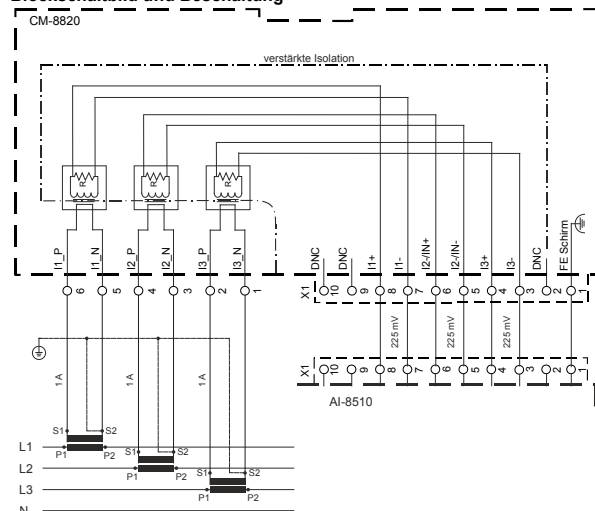 Blockschaltbild und Beschaltung
CM-8820
verstärkte Isolation
R R R
I1_P I1_N I2_P I2_N I3_P I3_N
DNC DNC I1+ I1- I2-/IN+ I2-/IN- I3+ I3- DNC FE Schirm
6 5 4 3 2 1
X1 10 9 8 7 6 5 4 3 2 1
1 A 1 A 1 A
225 mV 225 mV 225 mV
X1 10 9 8 7 6 5 4 3 2 1
AI-8510
S1 S2
L1
P1 P2 S1 S2
L2
P1 P2 S1 S2
L3
P1 P2
N